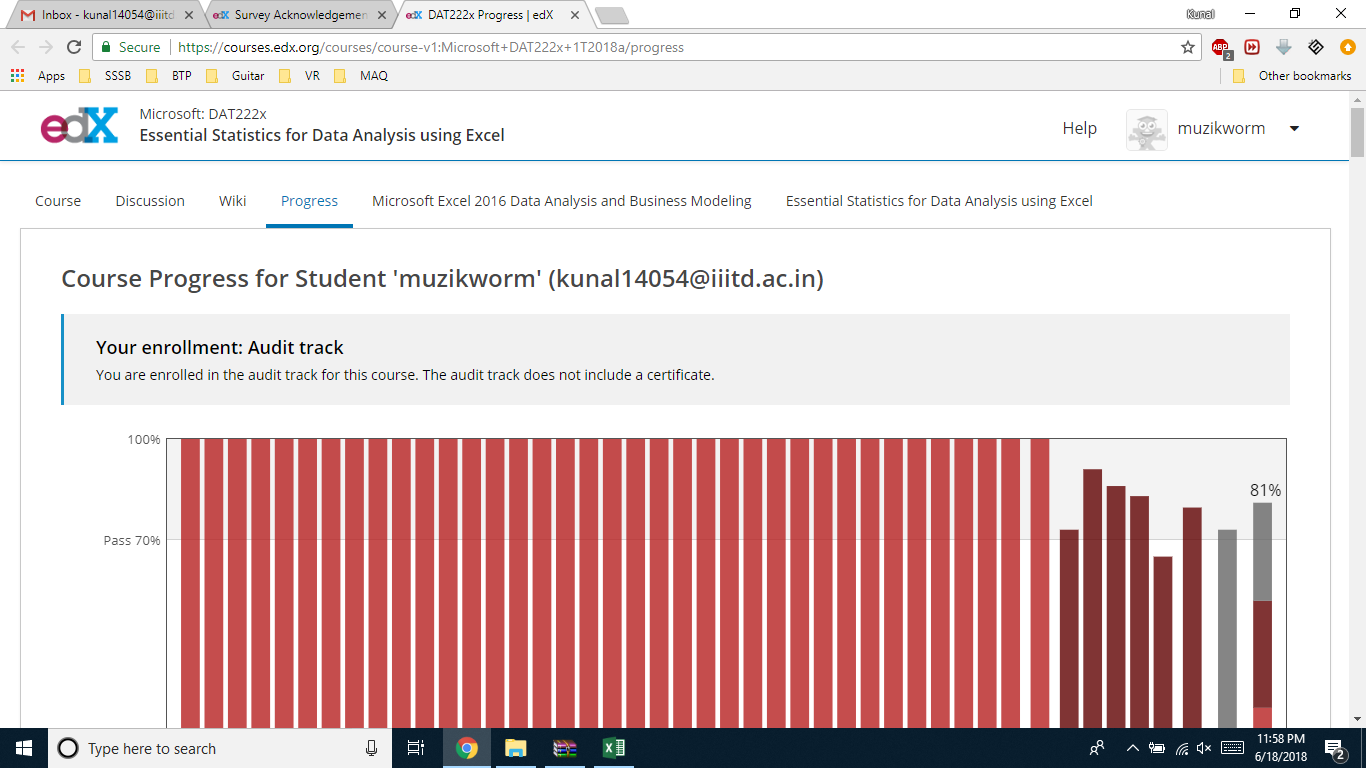 Inbox - kunal14054@iiitd
edX Survey Acknowledgemen
edX DAT222x Progress | edX
Kunal
Secure https://courses.edx.org/courses/course-v1:Microsoft+DAT222x+1T2018a/progress
ABP 2
Apps SSSB BTP Guitar VR MAQ Other bookmarks
edX
Microsoft: DAT222x
Essential Statistics for Data Analysis using Excel
Help muzikworm
Course Discussion Wiki Progress Microsoft Excel 2016 Data Analysis and Business Modeling Essential Statistics for Data Analysis using Excel
Course Progress for Student 'muzikworm' (kunal14054@iiitd.ac.in)
Your enrollment: Audit track
You are enrolled in the audit track for this course. The audit track does not include a certificate.
100%
81%
Pass 70%
Type here to search
11:58 PM
6/18/2018
2